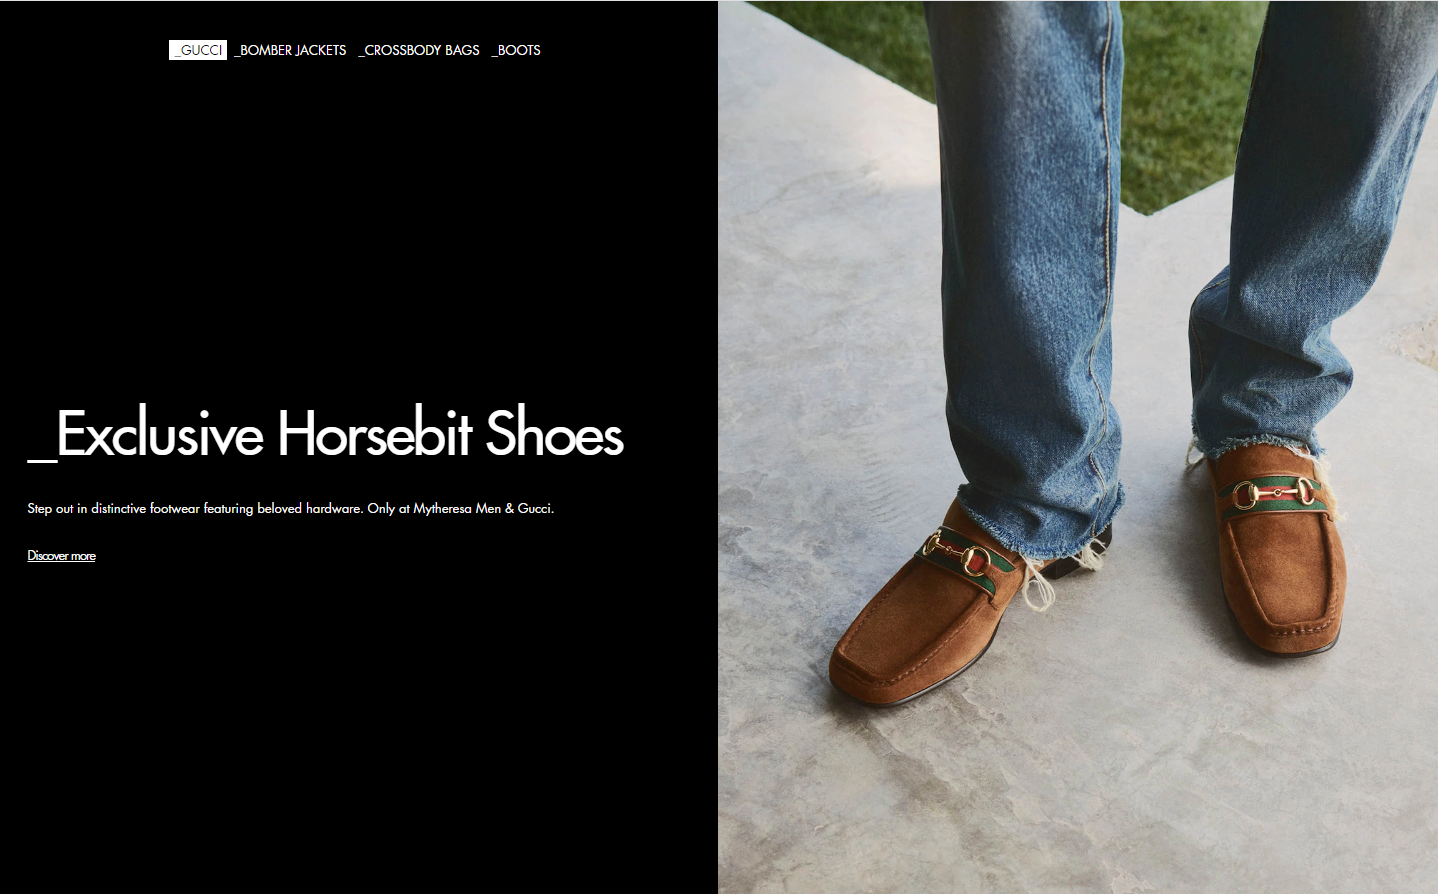 _GUCCI _BOMBER JACKETS _CROSSBODY BAGS _BOOTS
_Exclusive Horsebit Shoes
Step out in distinctive footwear featuring beloved hardware. Only at Mytheresa Men & Gucci.
Discover more